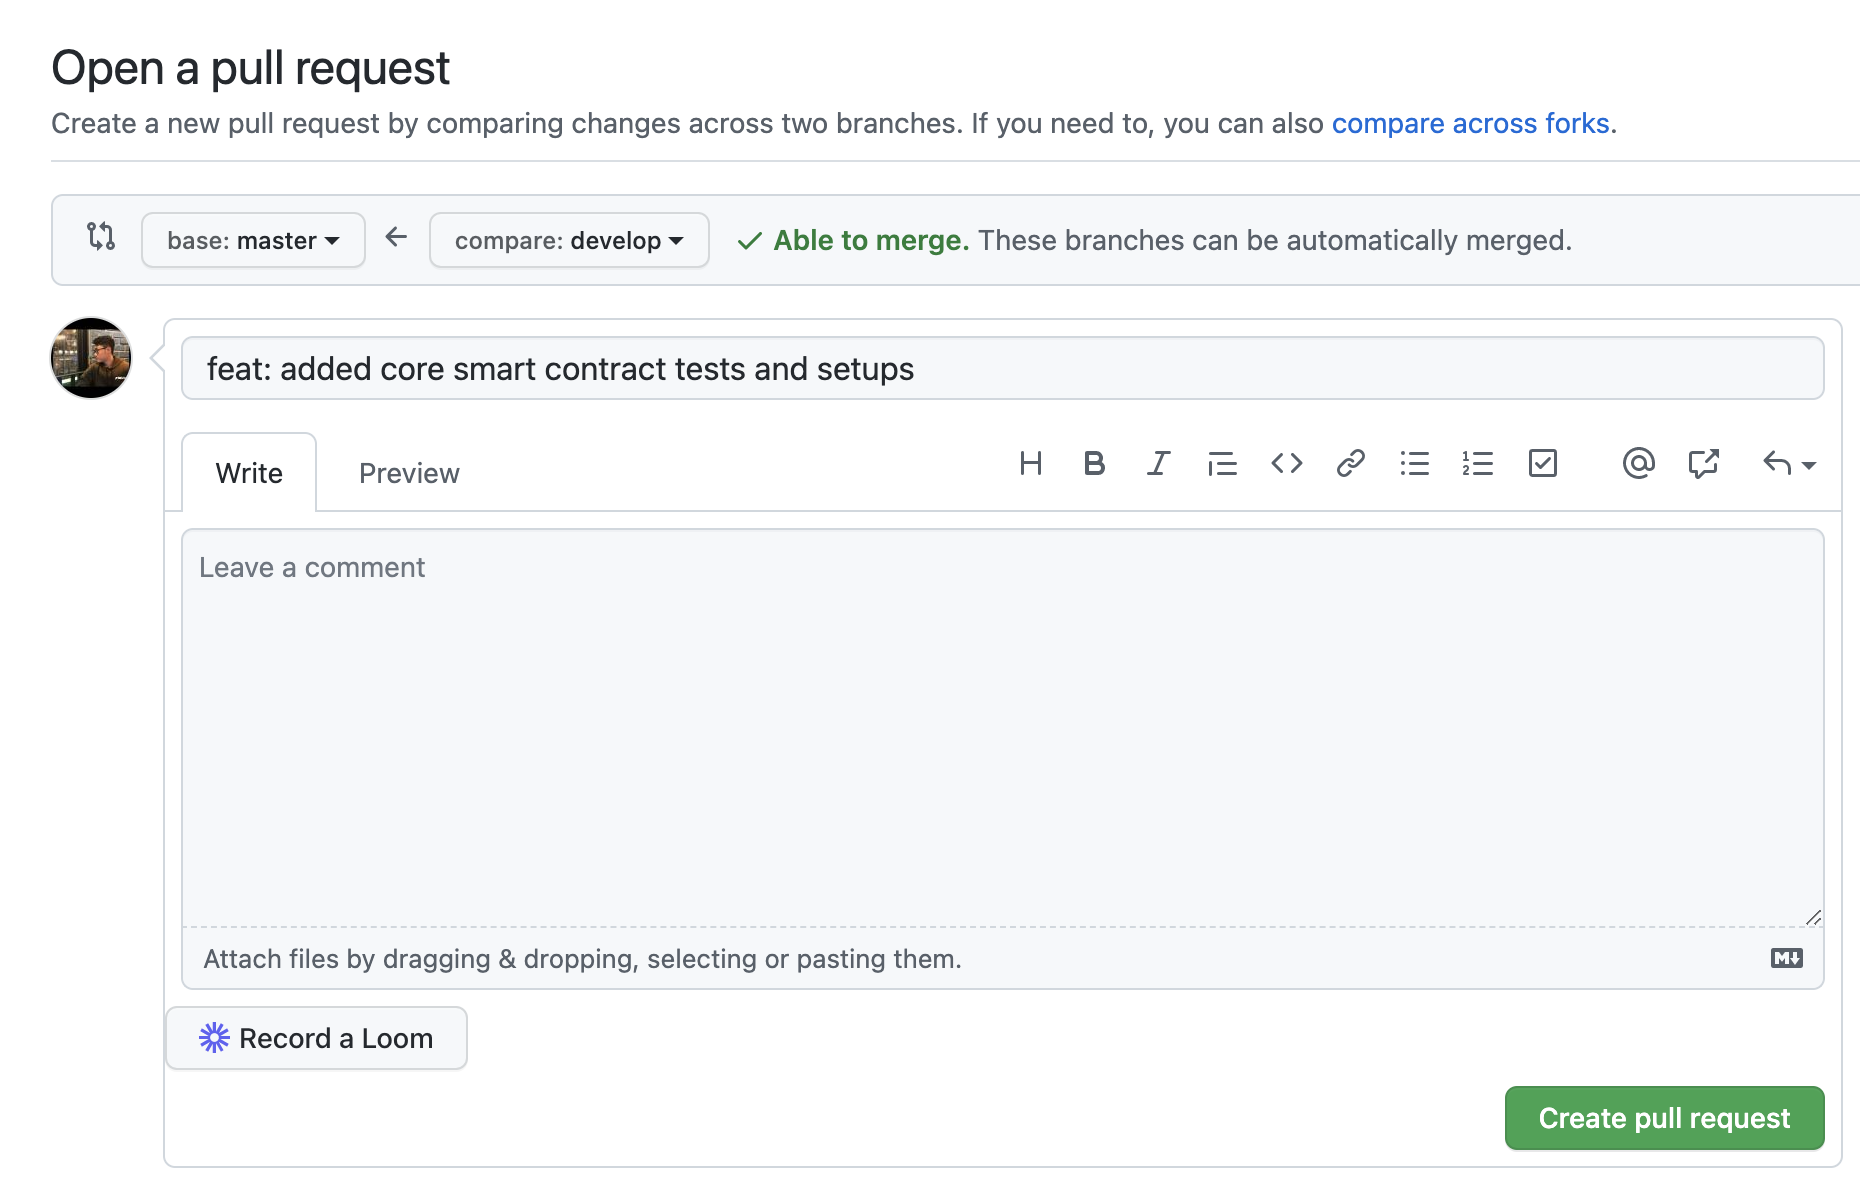 Open a pull request
Create a new pull request by comparing changes across two branches. If you need to, you can also compare across forks.
base: master
compare: develop
Able to merge. These branches can be automatically merged.
feat: added core smart contract tests and setups
Write
Preview
Leave a comment
Attach files by dragging & dropping, selecting or pasting them.
Record a Loom
Create pull request